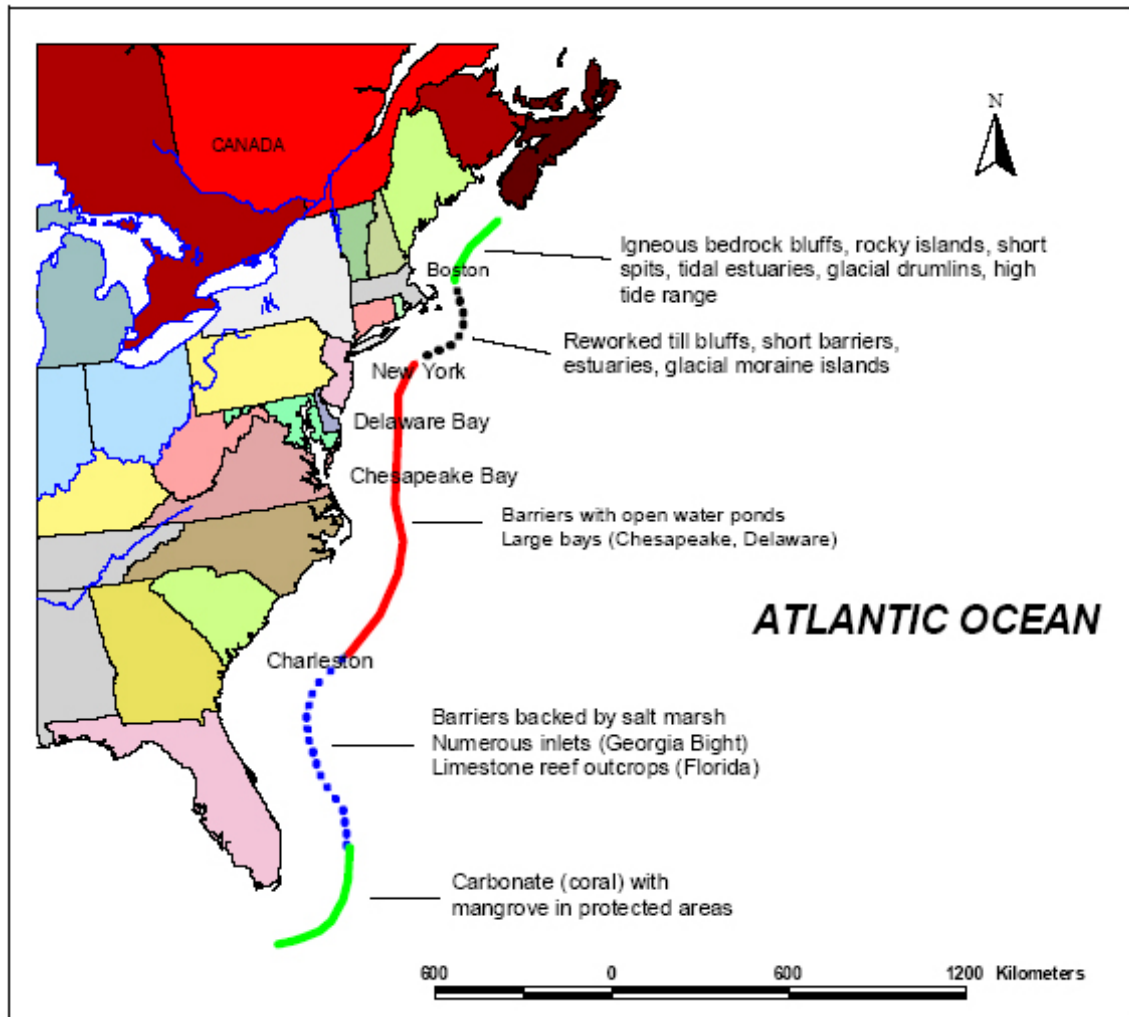 N
CANADA
Igneous bedrock bluffs, rocky islands, short
spits, tidal estuaries, glacial drumlins, high
tide range
Boston
Reworked till bluffs, short barriers,
estuaries, glacial moraine islands
New York
Delaware Bay
Chesapeake Bay
Barriers with open water ponds
Large bays (Chesapeake, Delaware)
ATLANTIC OCEAN
Charleston
Barriers backed by salt marsh
Numerous inlets (Georgia Bight)
Limestone reef outcrops (Florida)
Carbonate (coral) with
mangrove in protected areas
600 0 600 1200 Kilometers